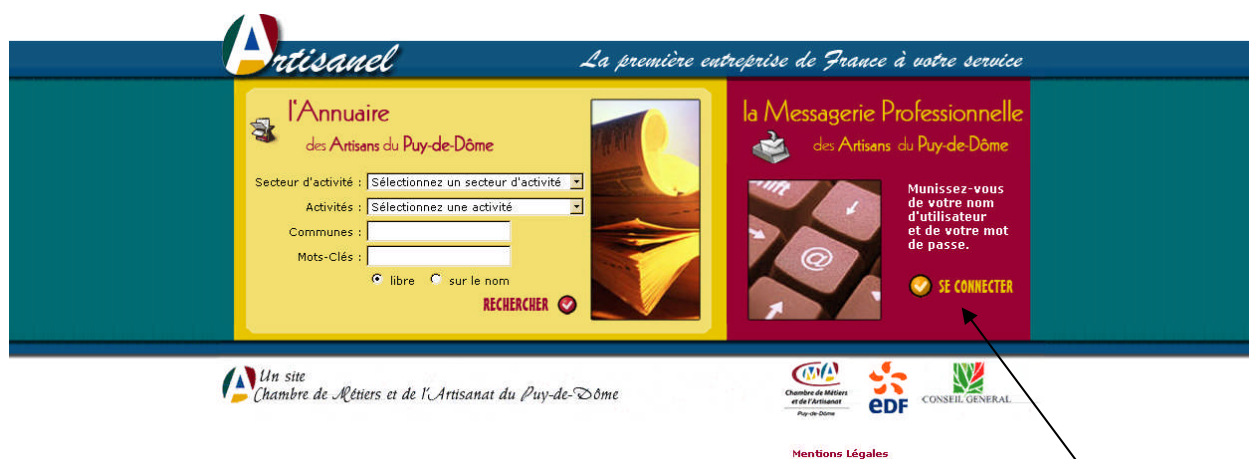 Artisanel
La première entreprise de France à votre service
l'Annuaire
des Artisans du Puy-de-Dôme
Secteur d'activité : Sélectionnez un secteur d'activité
Activités : Sélectionnez une activité
Communes :
Mots-Clés :
libre sur le nom
RECHERCHER
la Messagerie Professionnelle
des Artisans du Puy-de-Dôme
Shift
@
Munissez-vous
de votre nom
d'utilisateur
et de votre mot
de passe.
SE CONNECTER
Un site
Chambre de Métiers et de l'Artisanat du Puy-de-Dôme
CMA
Chambre de Métiers
et de l'Artisanat
Puy-de-Dôme
eDF
CONSEIL GENERAL
Mentions Légales